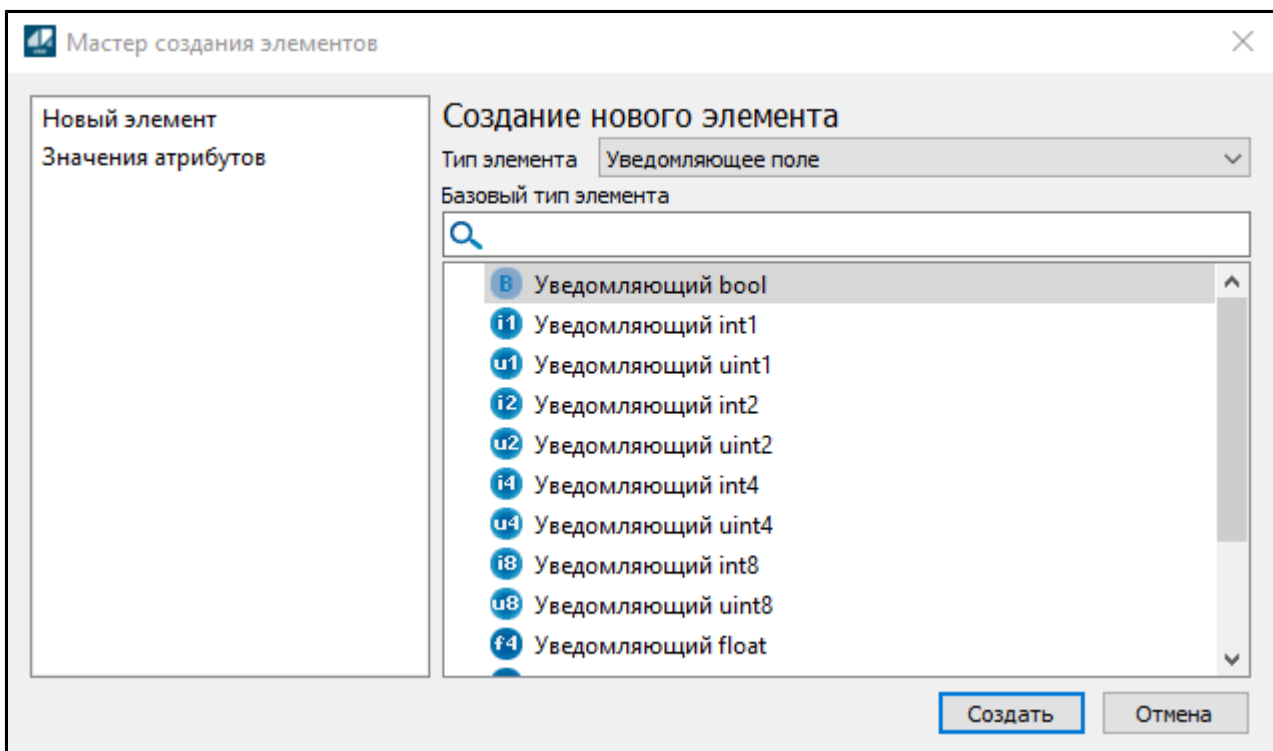 Мастер создания элементов
Новый элемент
Значения атрибутов
Создание нового элемента
Тип элемента Уведомляющее поле
Базовый тип элемента
B Уведомляющий bool
i1 Уведомляющий int1
u1 Уведомляющий uint1
i2 Уведомляющий int2
u2 Уведомляющий uint2
i4 Уведомляющий int4
u4 Уведомляющий uint4
i8 Уведомляющий int8
u8 Уведомляющий uint8
f4 Уведомляющий float
Создать Отмена